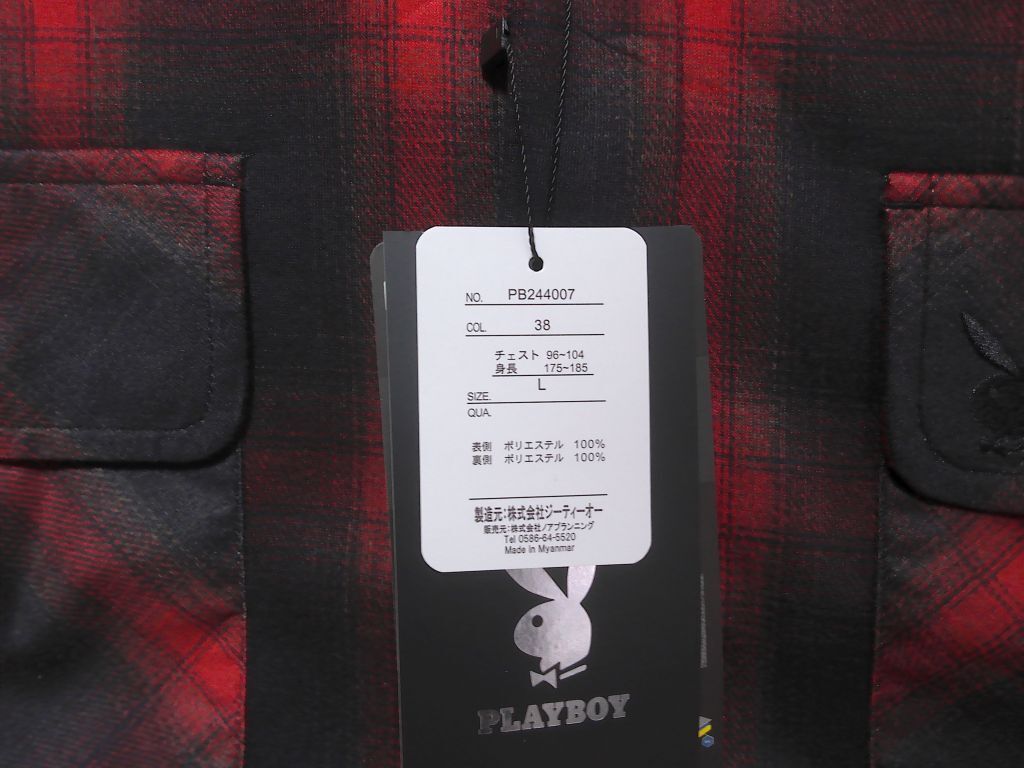 NO. PB244007
COL. 38
チェスト 96~104
身長 175~185
SIZE. L
QUA.
表側 ポリエステル 100%
裏側 ポリエステル 100%
製造元:株式会社ジーティーオー
販売元:株式会社ノアプランニング
Tel 0586-64-5520
Made in Myanmar
PLAYBOY